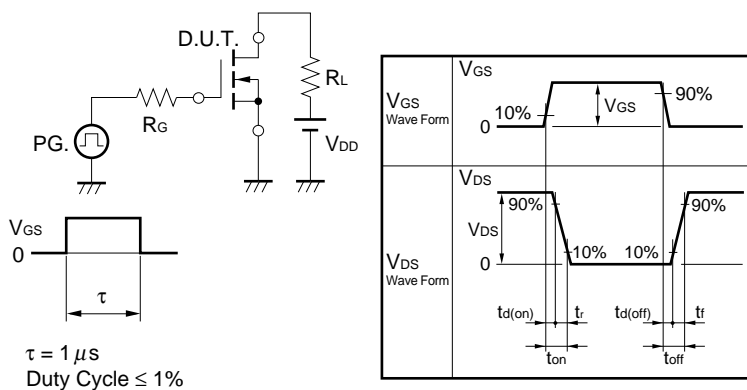 D.U.T.
RL
RG
PG.
VDD
VGS
0
τ
τ = 1 μs
Duty Cycle ≤ 1%
VGS
Wave Form
VGS
10%
VGS
90%
0
VDS
Wave Form
VDS
90%
VDS
10%
10%
90%
0
td(on)
tr
td(off)
tf
ton
toff